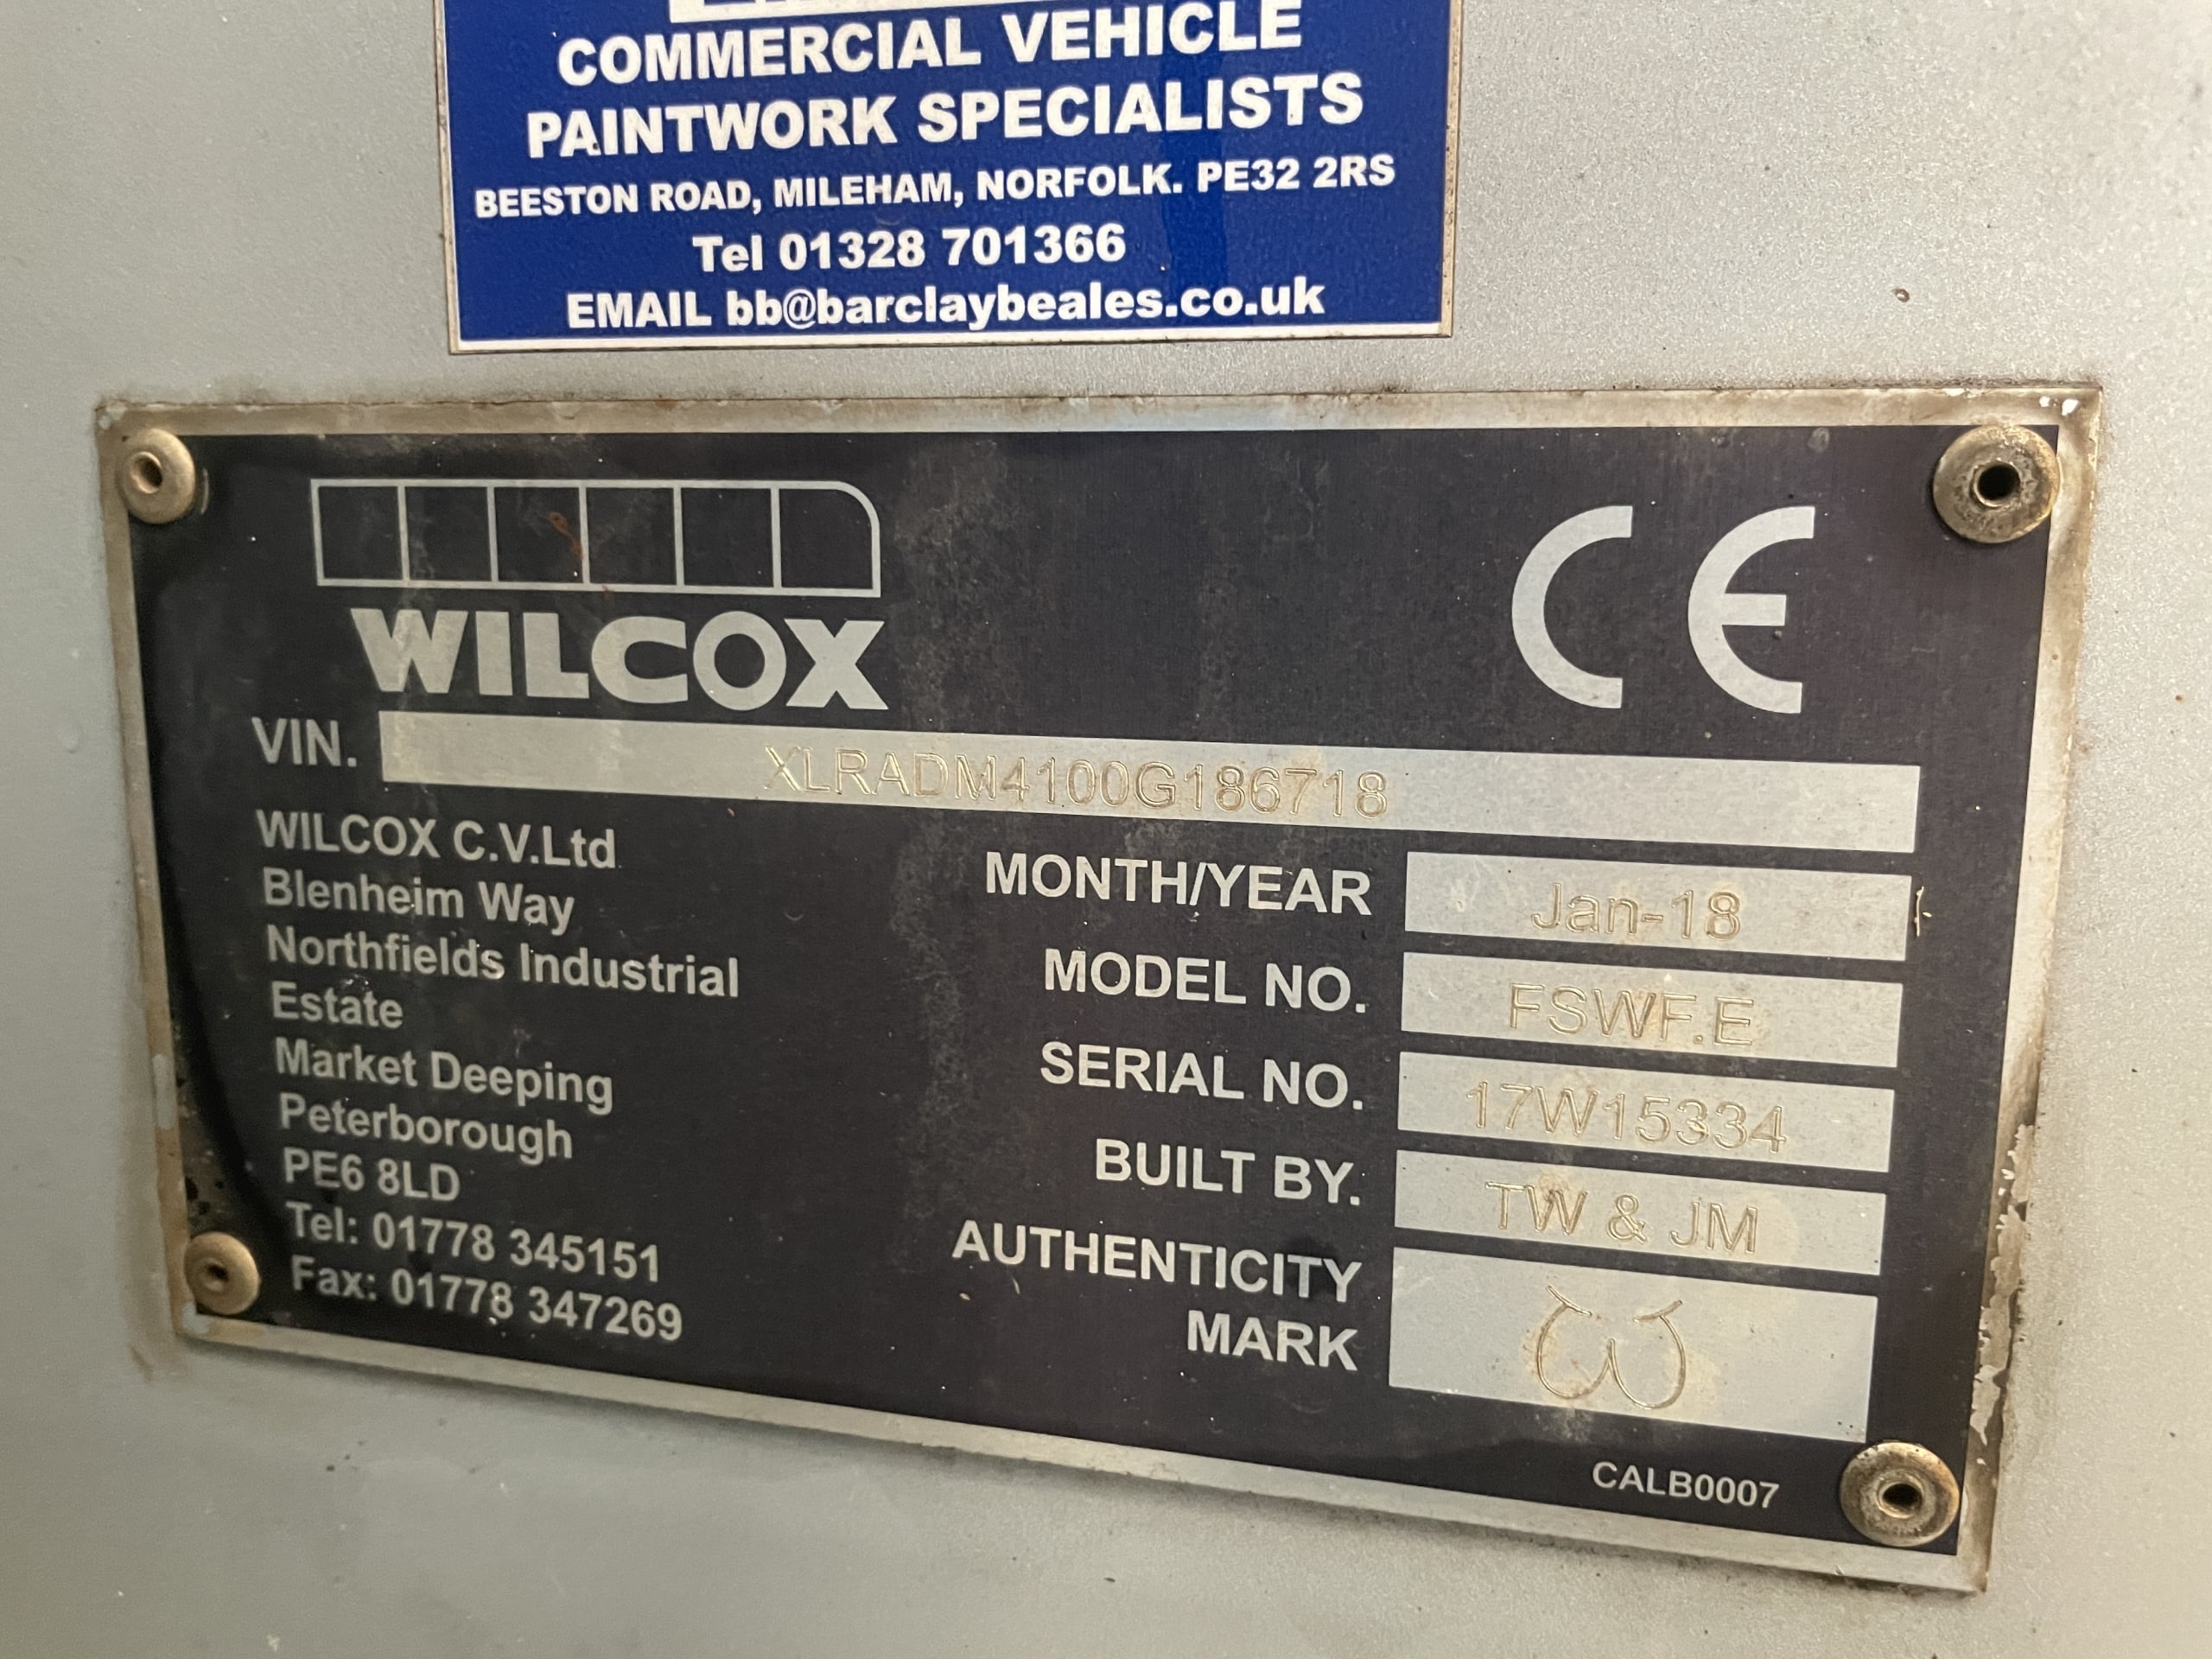 COMMERCIAL VEHICLE
PAINTWORK SPECIALISTS
BEESTON ROAD, MILEHAM, NORFOLK. PE32 2RS
Tel 01328 701366
EMAIL bb@barclaybeales.co.uk
WILCOX
CE
VIN. XLRADM4100G186718
WILCOX C.V.Ltd
Blenheim Way
Northfields Industrial
Estate
Market Deeping
Peterborough
PE6 8LD
Tel: 01778 345151
Fax: 01778 347269
MONTH/YEAR Jan-18
MODEL NO. FSWF.E
SERIAL NO. 17W15334
BUILT BY. TW & JM
AUTHENTICITY
MARK
CALB0007